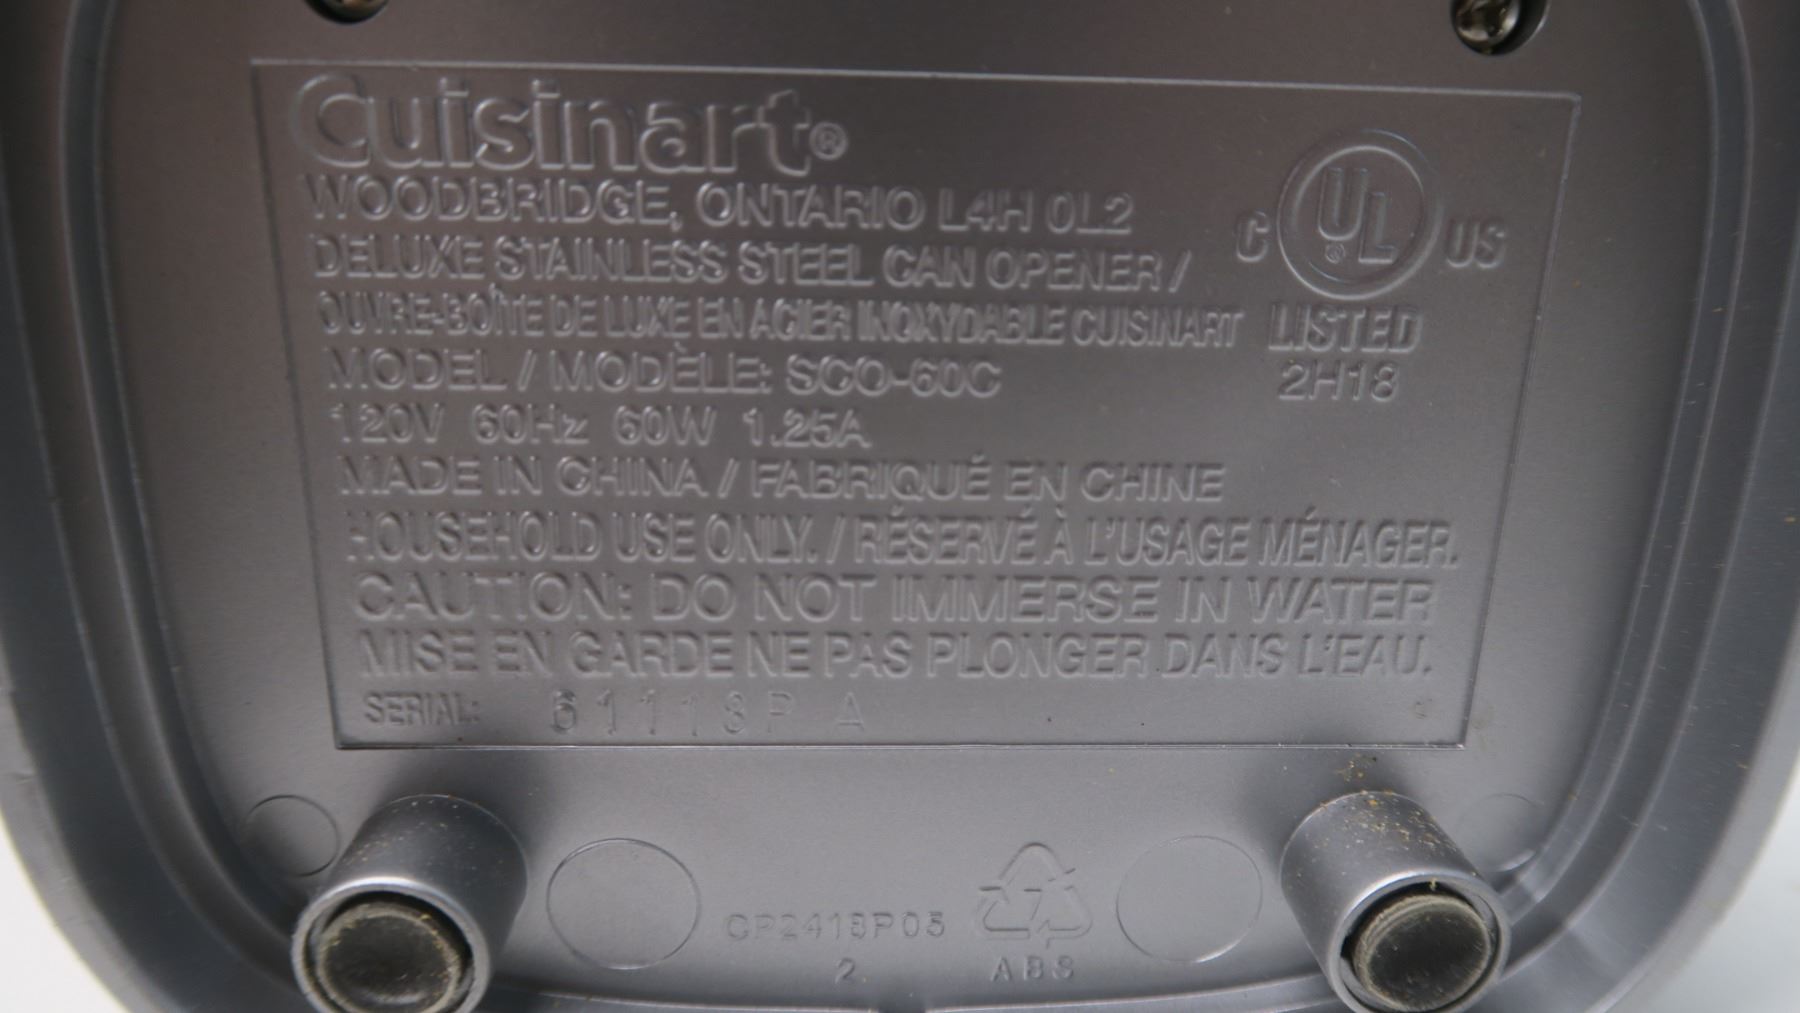 Cuisinart®
WOODBRIDGE, ONTARIO L4H 0L2
DELUXE STAINLESS STEEL CAN OPENER /
OUVRE-BOÎTE DE LUXE EN ACIER INOXYDABLE CUISINART
MODEL / MODÈLE: SCO-60C
120V 60Hz 60W 1.25A
MADE IN CHINA / FABRIQUÉ EN CHINE
HOUSEHOLD USE ONLY. / RÉSERVÉ À L'USAGE MÉNAGER.
CAUTION: DO NOT IMMERSE IN WATER
MISE EN GARDE NE PAS PLONGER DANS L'EAU.
SERIAL:
C UL® US
LISTED
2H18
CP2418P05
2
7
ABS